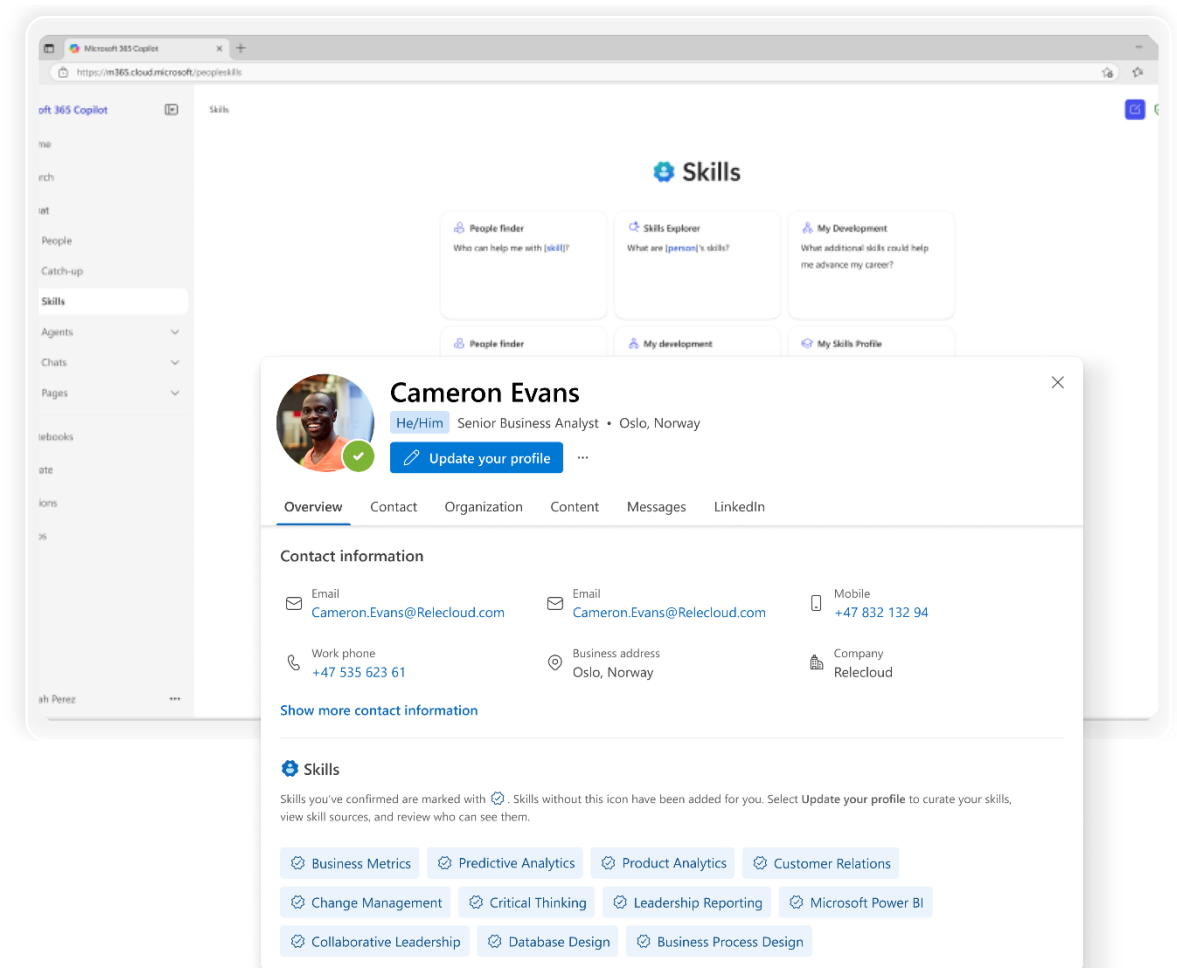 Microsoft 365 Copilot
https://m365.cloud.microsoft/peopleskills
oft 365 Copilot
Skills
me
rch
at
People
Catch-up
Skills
Agents
Chats
Pages
tebooks
ate
ions
os
ah Perez
Skills
People finder
Who can help me with [skill]?
Skills Explorer
What are [person]'s skills?
My Development
What additional skills could help
me advance my career?
People finder
My development
My Skills Profile
Cameron Evans
He/Him Senior Business Analyst • Oslo, Norway
Update your profile ...
Overview Contact Organization Content Messages LinkedIn
Contact information
Email
Cameron.Evans@Relecloud.com
Email
Cameron.Evans@Relecloud.com
Mobile
+47 832 132 94
Work phone
+47 535 623 61
Business address
Oslo, Norway
Company
Relecloud
Show more contact information
Skills
Skills you've confirmed are marked with . Skills without this icon have been added for you. Select Update your profile to curate your skills,
view skill sources, and review who can see them.
Business Metrics Predictive Analytics Product Analytics Customer Relations
Change Management Critical Thinking Leadership Reporting Microsoft Power BI
Collaborative Leadership Database Design Business Process Design